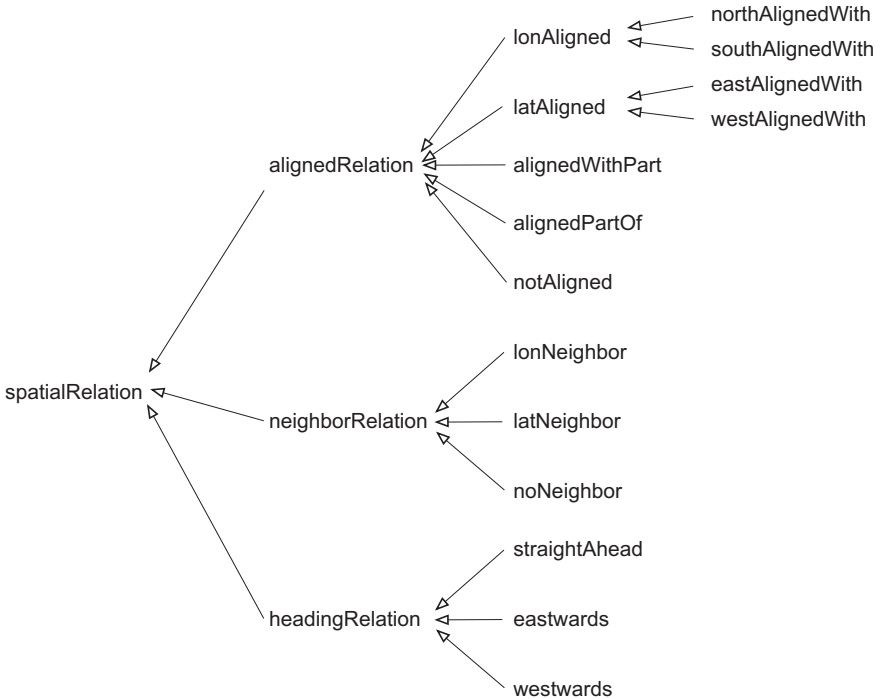 northAlignedWith
lonAligned
southAlignedWith
eastAlignedWith
latAligned
westAlignedWith
alignedRelation
alignedWithPart
alignedPartOf
notAligned
lonNeighbor
spatialRelation
neighborRelation
latNeighbor
noNeighbor
straightAhead
headingRelation
eastwards
westwards